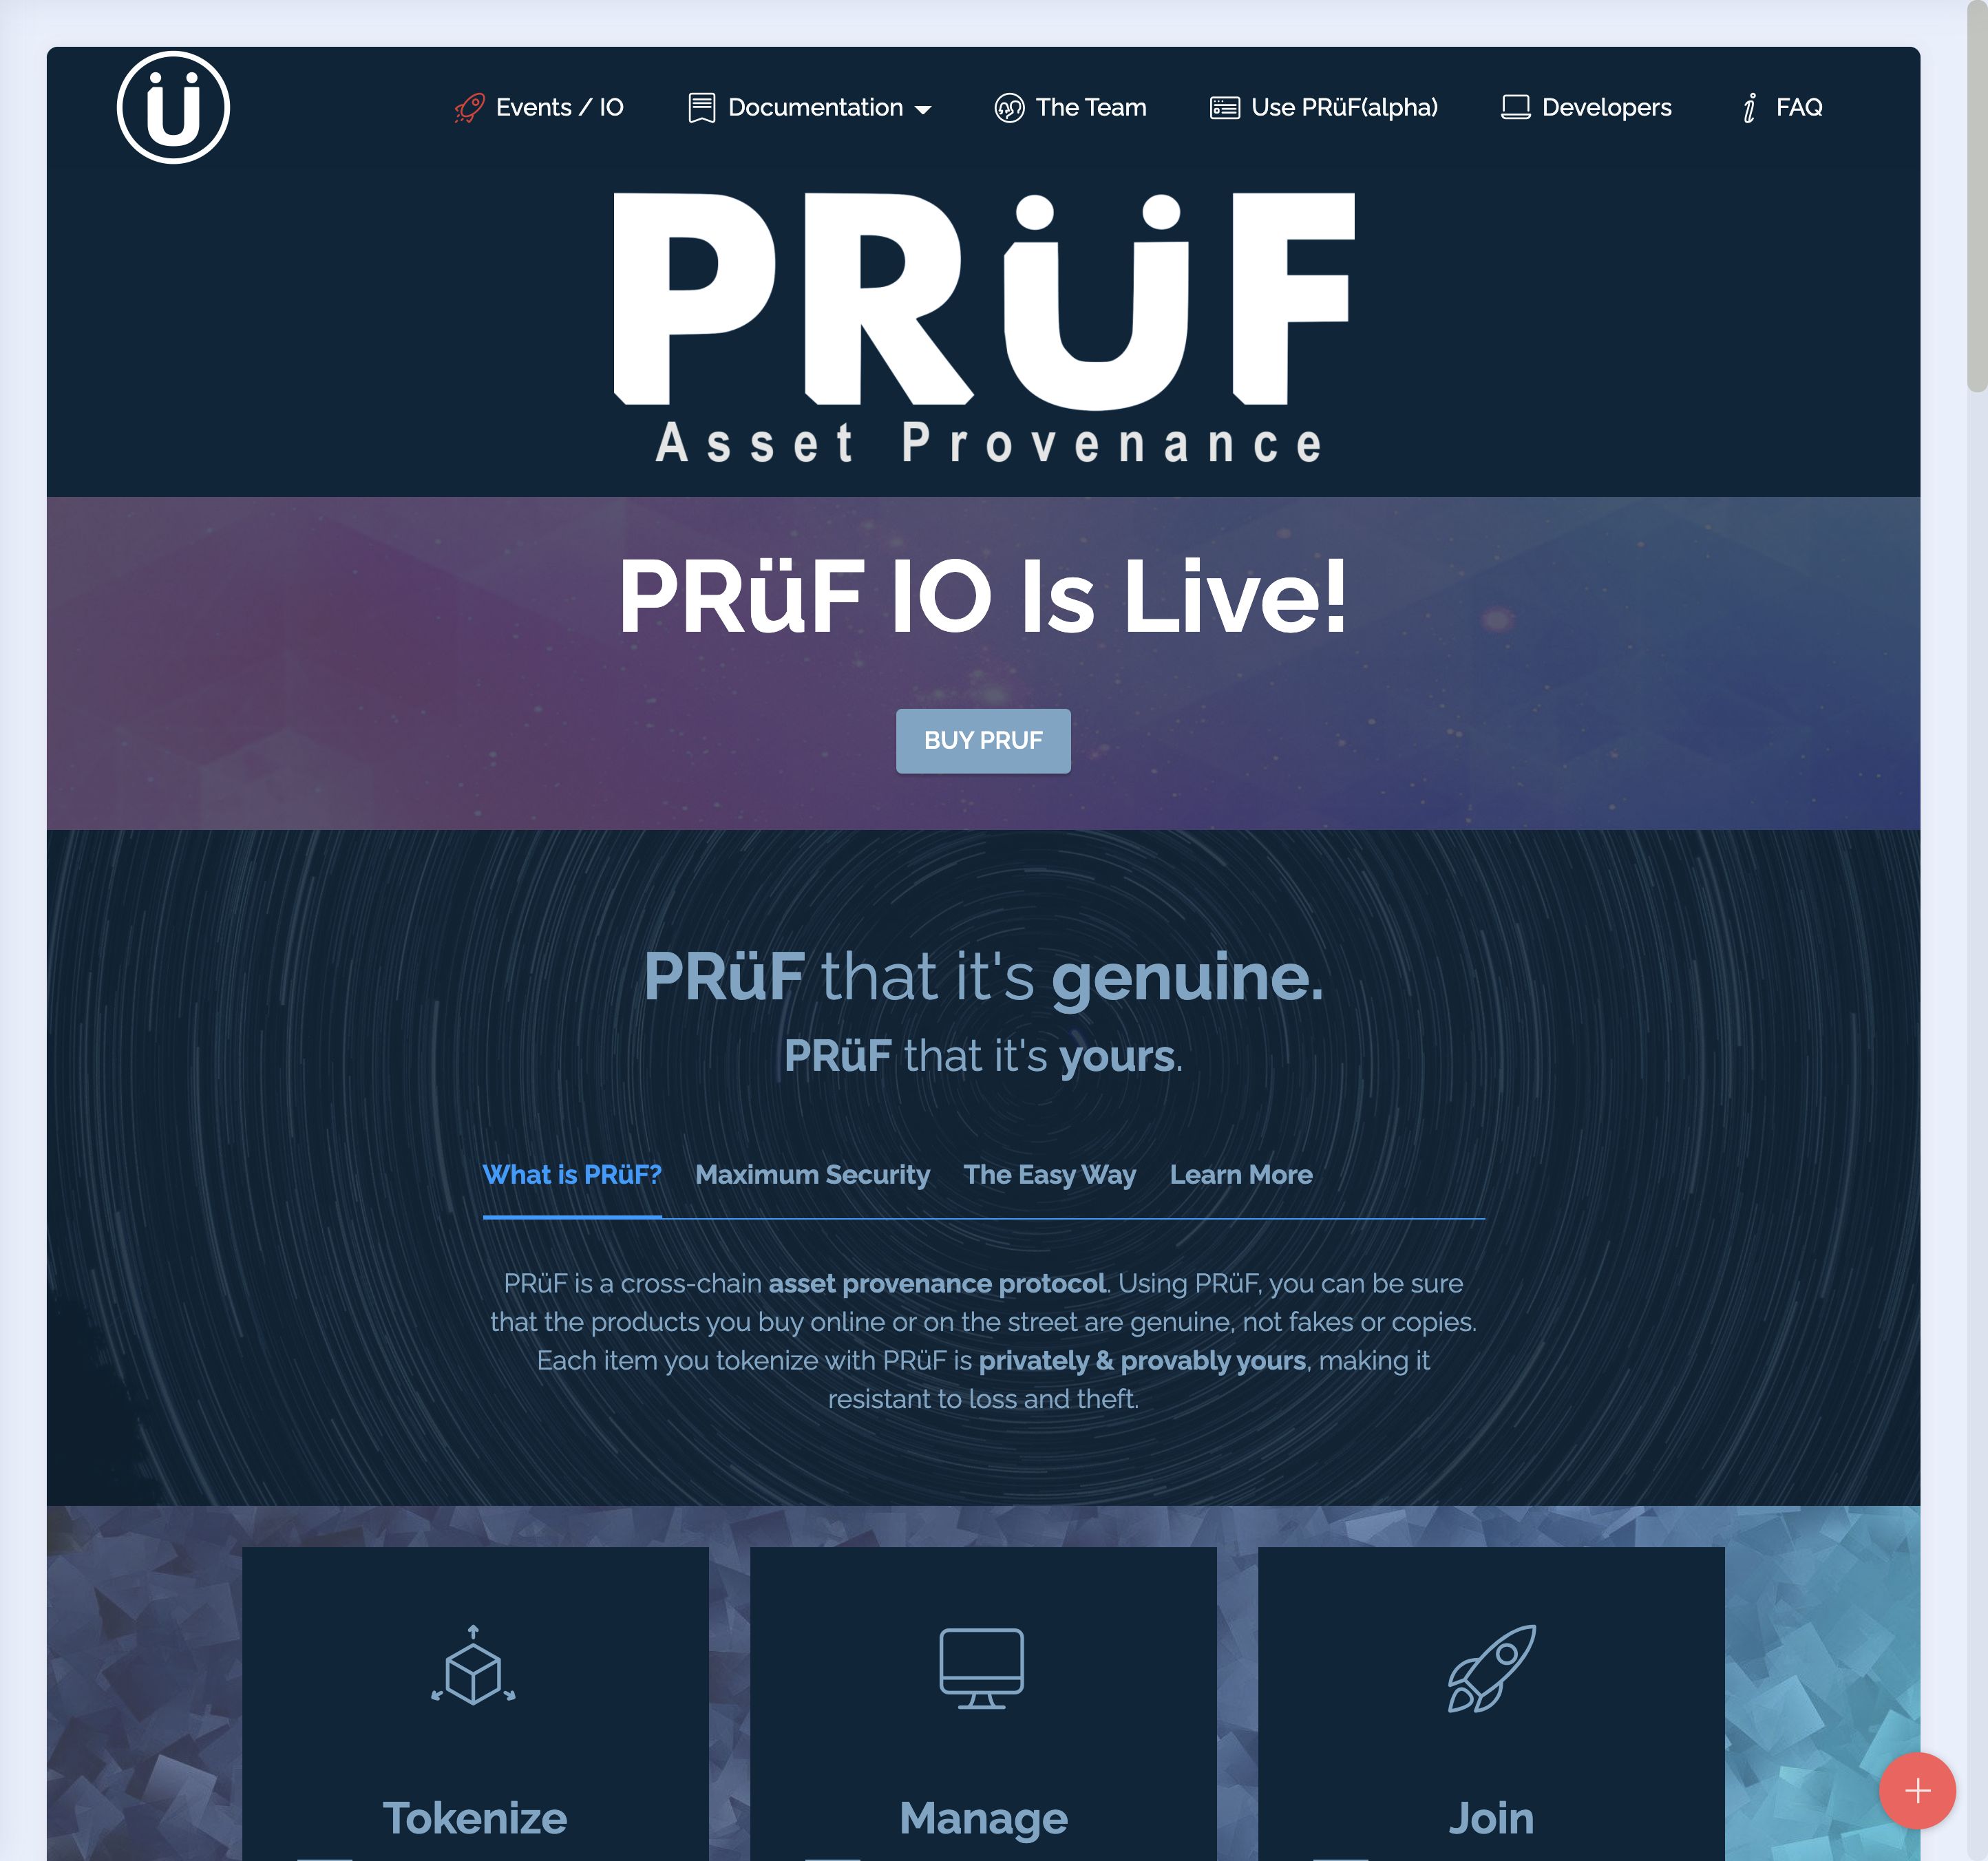 Ü
Events / IO
Documentation
The Team
Use PRüF(alpha)
Developers
FAQ
PRÜF
Asset Provenance
PRüF IO Is Live!
BUY PRUF
PRüF that it's genuine.
PRüF that it's yours.
What is PRüF?
Maximum Security
The Easy Way
Learn More
PRüF is a cross-chain asset provenance protocol. Using PRüF, you can be sure
that the products you buy online or on the street are genuine, not fakes or copies.
Each item you tokenize with PRüF is privately & provably yours, making it
resistant to loss and theft.
Tokenize
Manage
Join